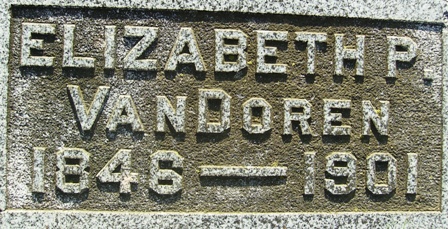 ELIZABETH P.
VANDOREN
1846 — 1901